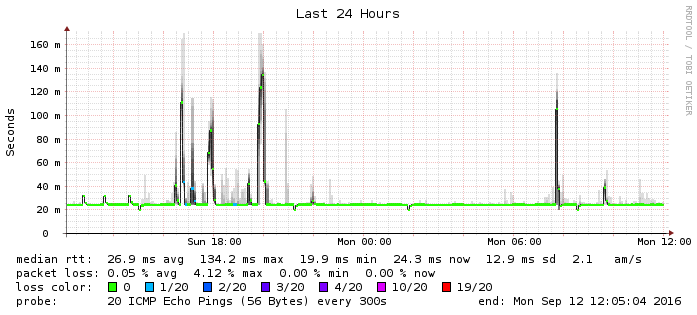 Last 24 Hours
RRDTOOL / TOBI OETIKER
Seconds
160 m
140 m
120 m
100 m
80 m
60 m
40 m
20 m
0
Sun 18:00 Mon 00:00 Mon 06:00 Mon 12:00
median rtt: 26.9 ms avg 134.2 ms max 19.9 ms min 24.3 ms now 12.9 ms sd 2.1 am/s
packet loss: 0.05 % avg 4.12 % max 0.00 % min 0.00 % now
loss color: 0 1/20 2/20 3/20 4/20 10/20 19/20
probe: 20 ICMP Echo Pings (56 Bytes) every 300s end: Mon Sep 12 12:05:04 2016